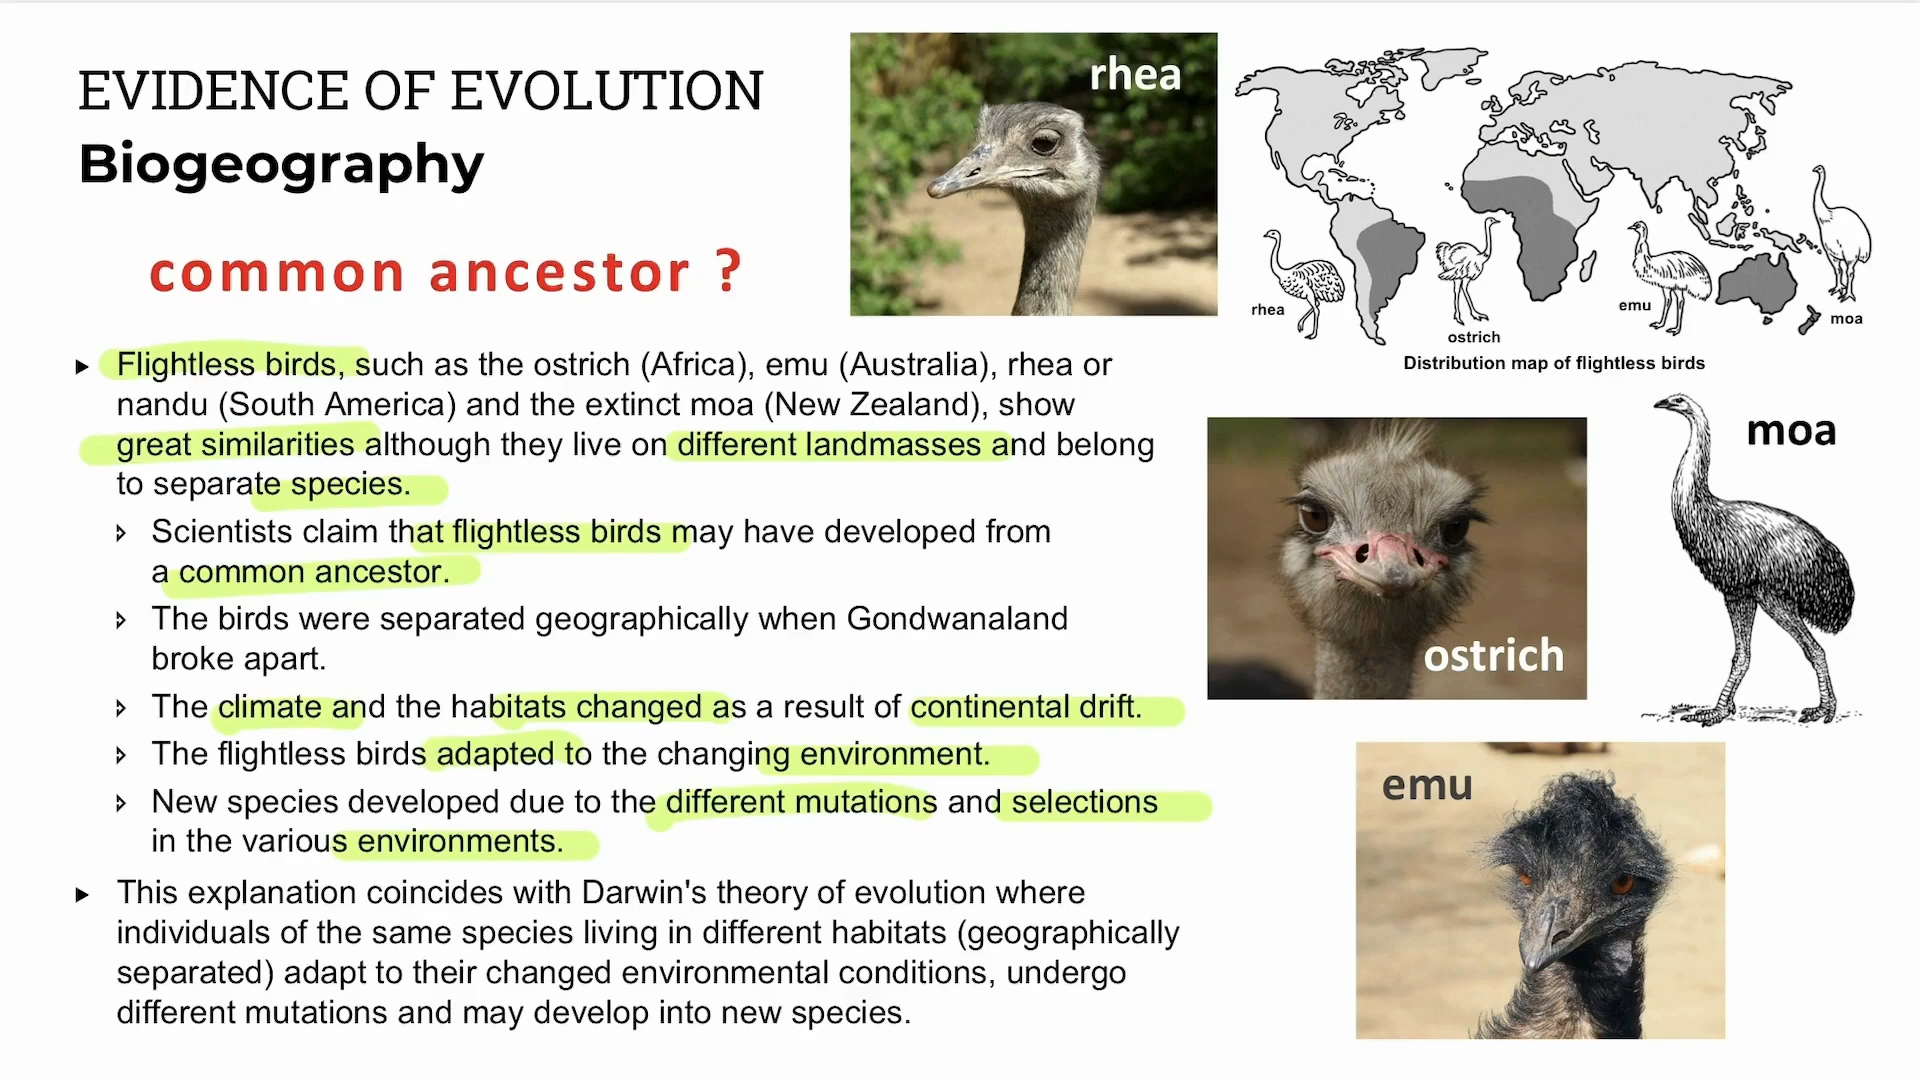 EVIDENCE OF EVOLUTION
Biogeography
common ancestor ?
Flightless birds, such as the ostrich (Africa), emu (Australia), rhea or
nandu (South America) and the extinct moa (New Zealand), show
great similarities although they live on different landmasses and belong
to separate species.
Scientists claim that flightless birds may have developed from
a common ancestor.
The birds were separated geographically when Gondwanaland
broke apart.
The climate and the habitats changed as a result of continental drift.
The flightless birds adapted to the changing environment.
New species developed due to the different mutations and selections
in the various environments.
This explanation coincides with Darwin's theory of evolution where
individuals of the same species living in different habitats (geographically
separated) adapt to their changed environmental conditions, undergo
different mutations and may develop into new species.
rhea
rhea
ostrich
emu
moa
Distribution map of flightless birds
ostrich
moa
emu